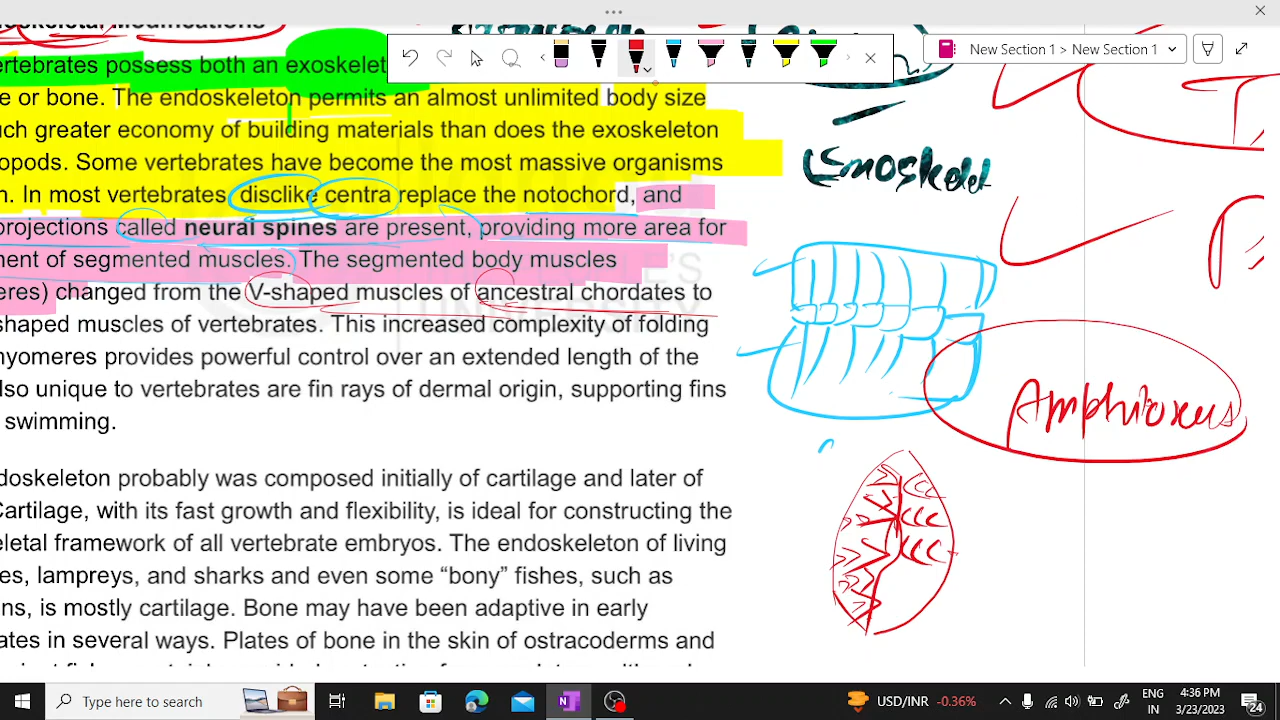 oskeletal Modifications
New Section 1 > New Section 1
ertebrates possess both an exoskelet
e or bone. The endoskeleton permits an almost unlimited body size
uch greater economy of building materials than does the exoskeleton
opods. Some vertebrates have become the most massive organisms
n. In most vertebrates disclike centra replace the notochord, and
projections called neural spines are present, providing more area for
ment of segmented muscles. The segmented body muscles
eres) changed from the V-shaped muscles of ancestral chordates to
shaped muscles of vertebrates. This increased complexity of folding
nyomeres provides powerful control over an extended length of the
lso unique to vertebrates are fin rays of dermal origin, supporting fins
swimming.
Amphioxus
doskeleton probably was composed initially of cartilage and later of
Cartilage, with its fast growth and flexibility, is ideal for constructing the
eletal framework of all vertebrate embryos. The endoskeleton of living
es, lampreys, and sharks and even some “bony” fishes, such as
ns, is mostly cartilage. Bone may have been adaptive in early
ates in several ways. Plates of bone in the skin of ostracoderms and
Type here to search
USD/INR -0.36%
ENG
IN
4:36 PM
3/23/2023
24